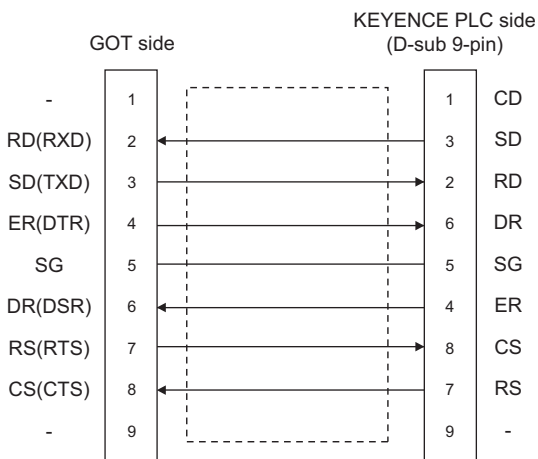 KEYENCE PLC side
GOT side (D-sub 9-pin)
- 1 1 CD
RD(RXD) 2 3 SD
SD(TXD) 3 2 RD
ER(DTR) 4 6 DR
SG 5 5 SG
DR(DSR) 6 4 ER
RS(RTS) 7 8 CS
CS(CTS) 8 7 RS
- 9 9 -